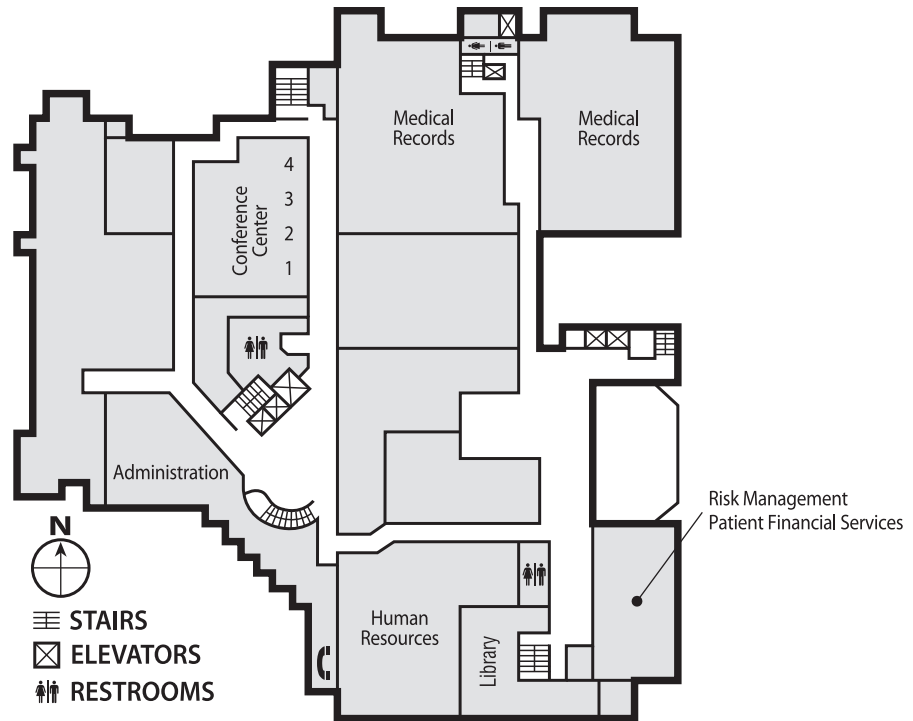 Medical
Records
Medical
Records
Conference
Center
4
3
2
1
Administration
Risk Management
Patient Financial Services
Human
Resources
Library
N
STAIRS
ELEVATORS
RESTROOMS